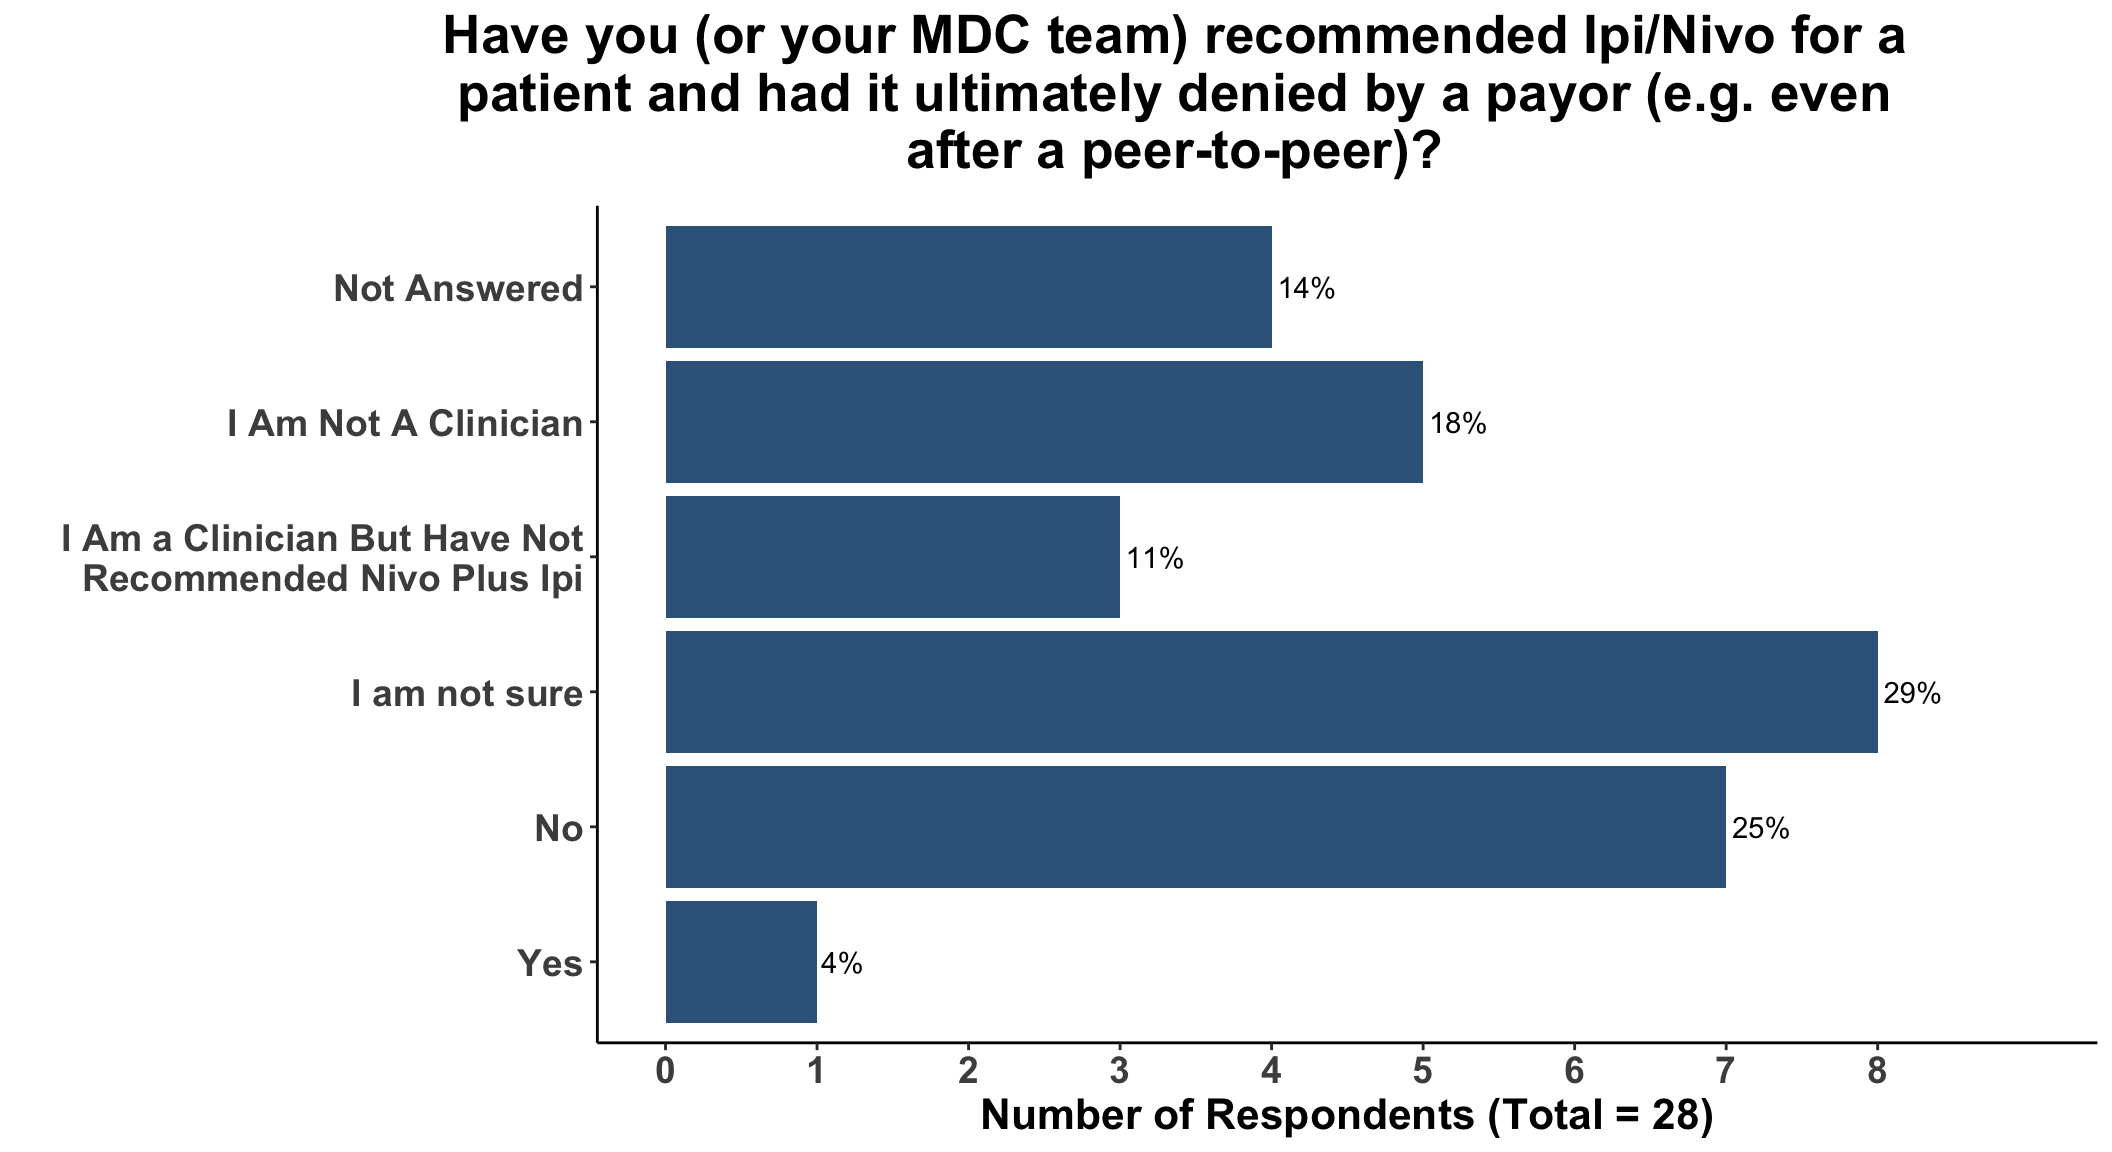 Have you (or your MDC team) recommended Ipi/Nivo for a
patient and had it ultimately denied by a payor (e.g. even
after a peer-to-peer)?
Not Answered
14%
I Am Not A Clinician
18%
I Am a Clinician But Have Not
Recommended Nivo Plus Ipi
11%
I am not sure
29%
No
25%
Yes
4%
0 1 2 3 4 5 6 7 8
Number of Respondents (Total = 28)